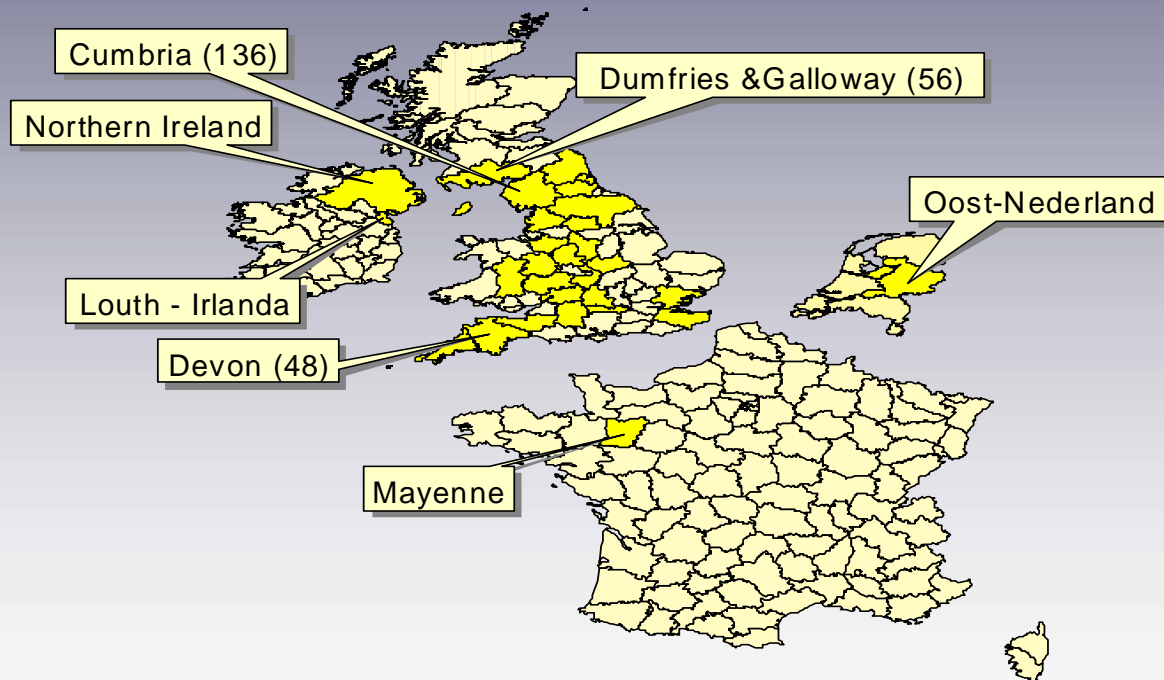 Cumbria (136)
Dumfries &Galloway (56)
Northern Ireland
Oost-Nederland
Louth - Irlanda
Devon (48)
Mayenne